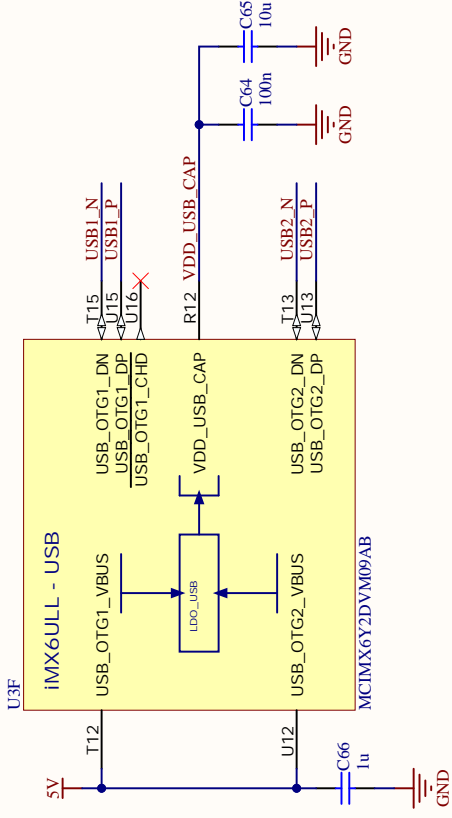 U3F
iMX6ULL - USB
5V
T12
USB_OTG1_VBUS
U12
USB_OTG2_VBUS
C66
1u
GND
LDO_USB
USB_OTG1_DN
T15
USB1_N
USB_OTG1_DP
U15
USB1_P
USB_OTG1_CHD
U16
VDD_USB_CAP
R12
VDD_USB_CAP
USB_OTG2_DN
T13
USB2_N
USB_OTG2_DP
U13
USB2_P
C64
100n
GND
C65
10u
GND
MCIMX6Y2DVM09AB